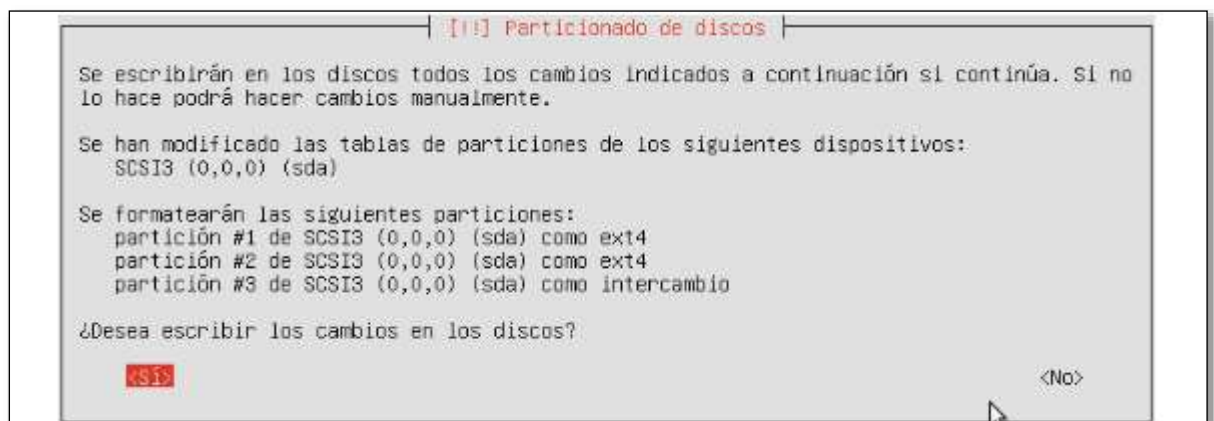 [!!] Particionado de discos
Se escribirán en los discos todos los cambios indicados a continuación si continúa. Si no
lo hace podrá hacer cambios manualmente.
Se han modificado las tablas de particiones de los siguientes dispositivos:
SCSI3 (0,0,0) (sda)
Se formatearán las siguientes particiones:
partición #1 de SCSI3 (0,0,0) (sda) como ext4
partición #2 de SCSI3 (0,0,0) (sda) como ext4
partición #3 de SCSI3 (0,0,0) (sda) como intercambio
¿Desea escribir los cambios en los discos?
<Sí> <No>